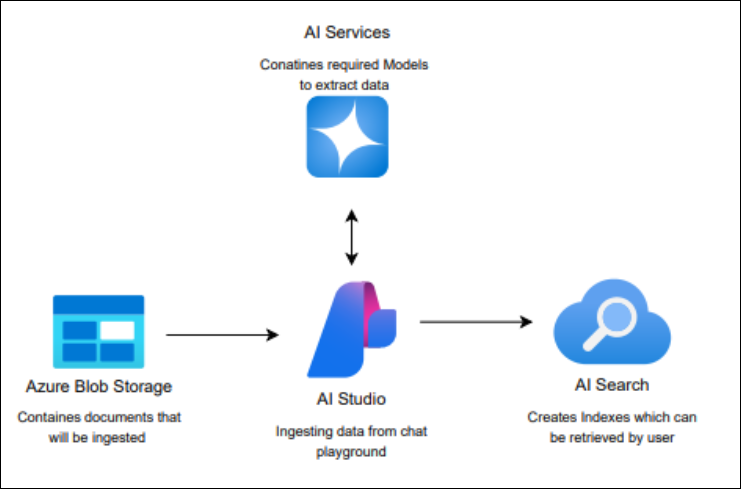 AI Services
Conatines required Models
to extract data
Azure Blob Storage
Containes documents that
will be ingested
AI Studio
Ingesting data from chat
playground
AI Search
Creates Indexes which can
be retrieved by user